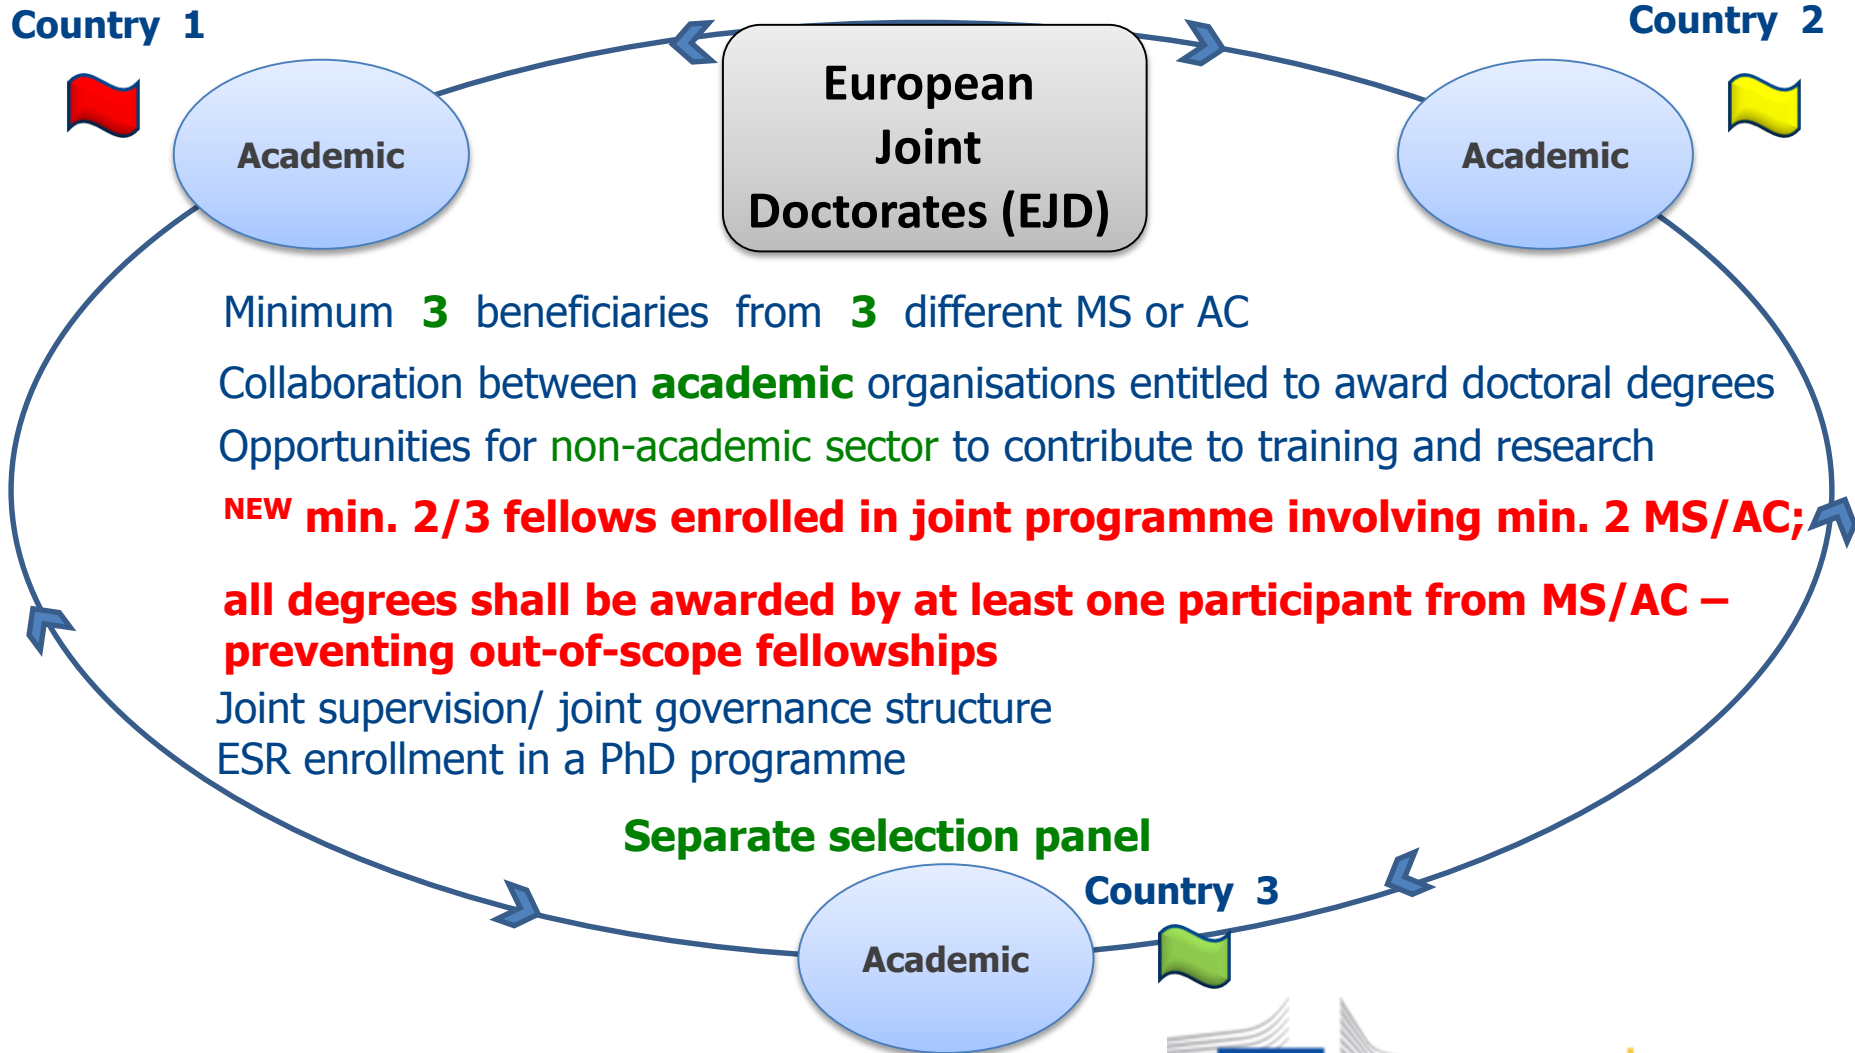 Country 1
Country 2
European
Joint
Doctorates (EJD)
Academic
Academic
Minimum 3 beneficiaries from 3 different MS or AC
Collaboration between academic organisations entitled to award doctoral degrees
Opportunities for non-academic sector to contribute to training and research
NEW min. 2/3 fellows enrolled in joint programme involving min. 2 MS/AC;
all degrees shall be awarded by at least one participant from MS/AC –
preventing out-of-scope fellowships
Joint supervision/ joint governance structure
ESR enrollment in a PhD programme
Separate selection panel
Country 3
Academic